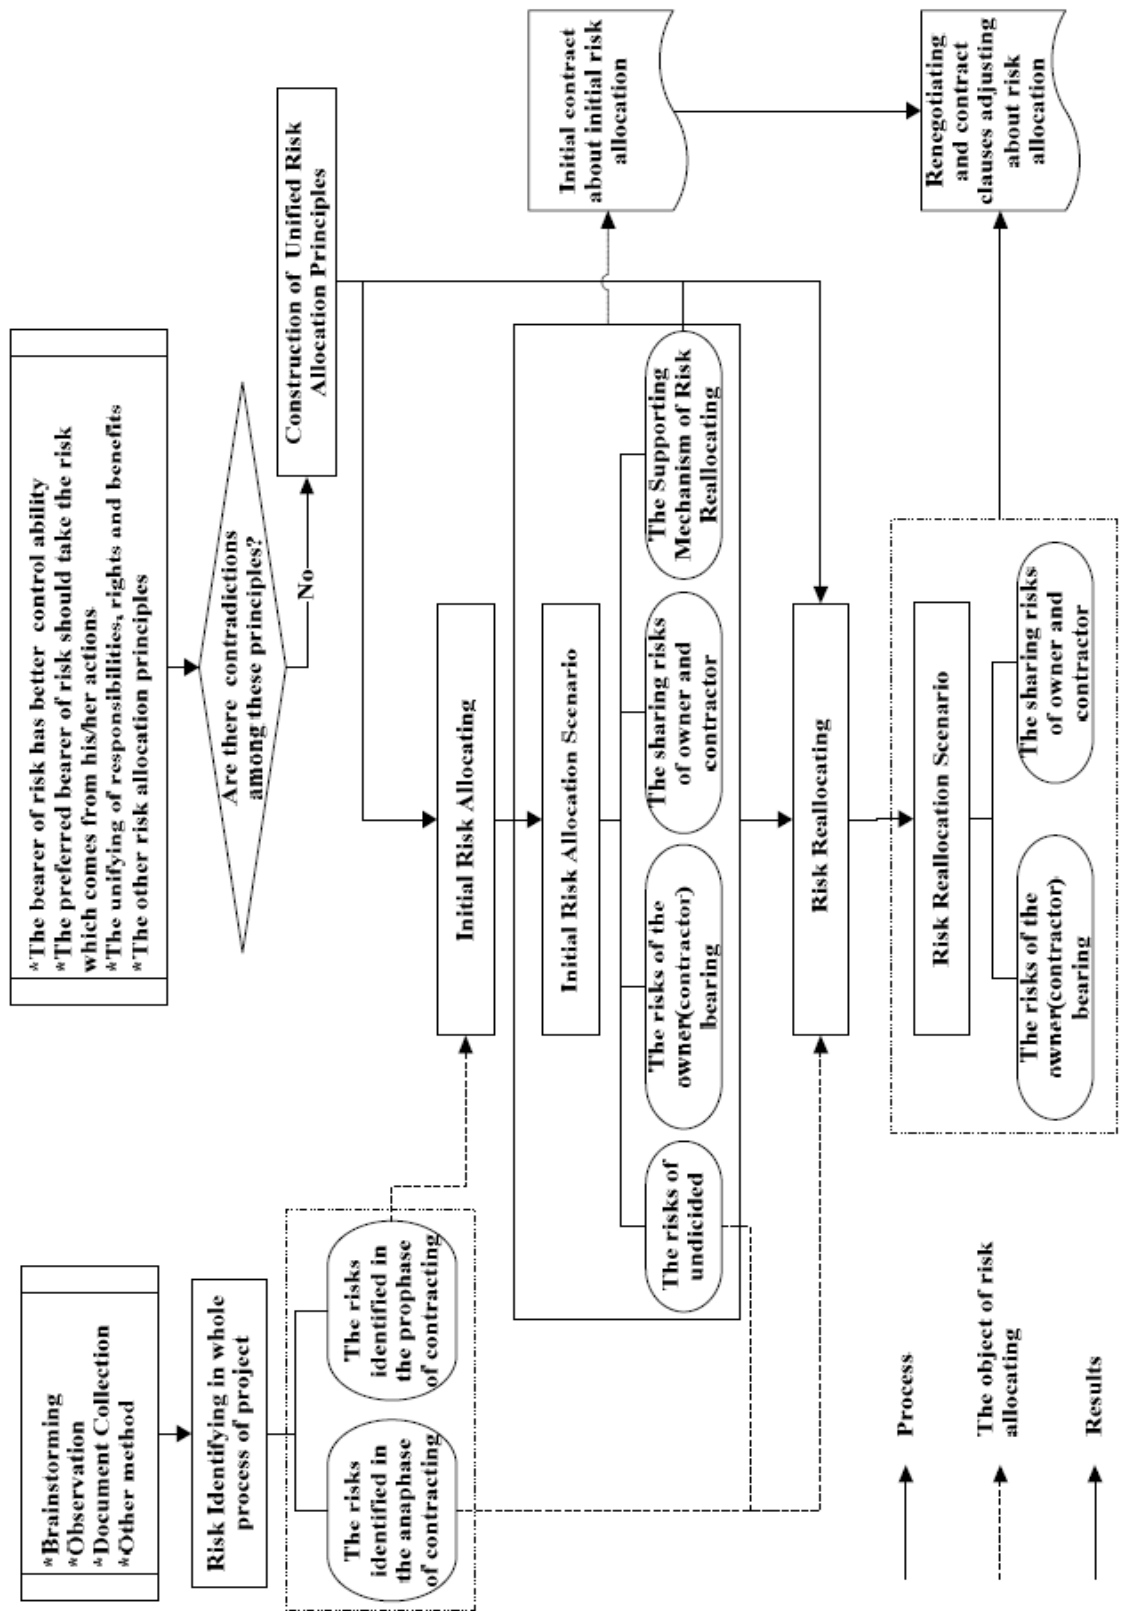 *Brainstorming
*Observation
*Document Collection
*Other method
Risk Identifying in whole
process of project
The risks
identified in
the anaphase
of contracting
The risks
identified in
the prophase
of contracting
*The bearer of risk has better control ability
*The preferred bearer of risk should take the risk
which comes from his/her actions
*The unifying of responsibilities, rights and benefits
*The other risk allocation principles
Are there contradictions
among these principles?
No
Construction of Unified Risk
Allocation Principles
Initial Risk Allocating
Initial Risk Allocation Scenario
The risks of
undicided
The risks of the
owner(contractor)
bearing
The sharing risks
of owner and
contractor
The Supporting
Mechanism of Risk
Reallocating
Initial contract
about initial risk
allocation
Risk Reallocating
Risk Reallocation Scenario
The risks of the
owner(contractor)
bearing
The sharing risks
of owner and
contractor
Renegotiating
and contract
clauses adjusting
about risk
allocation
Process
The object of risk
allocating
Results